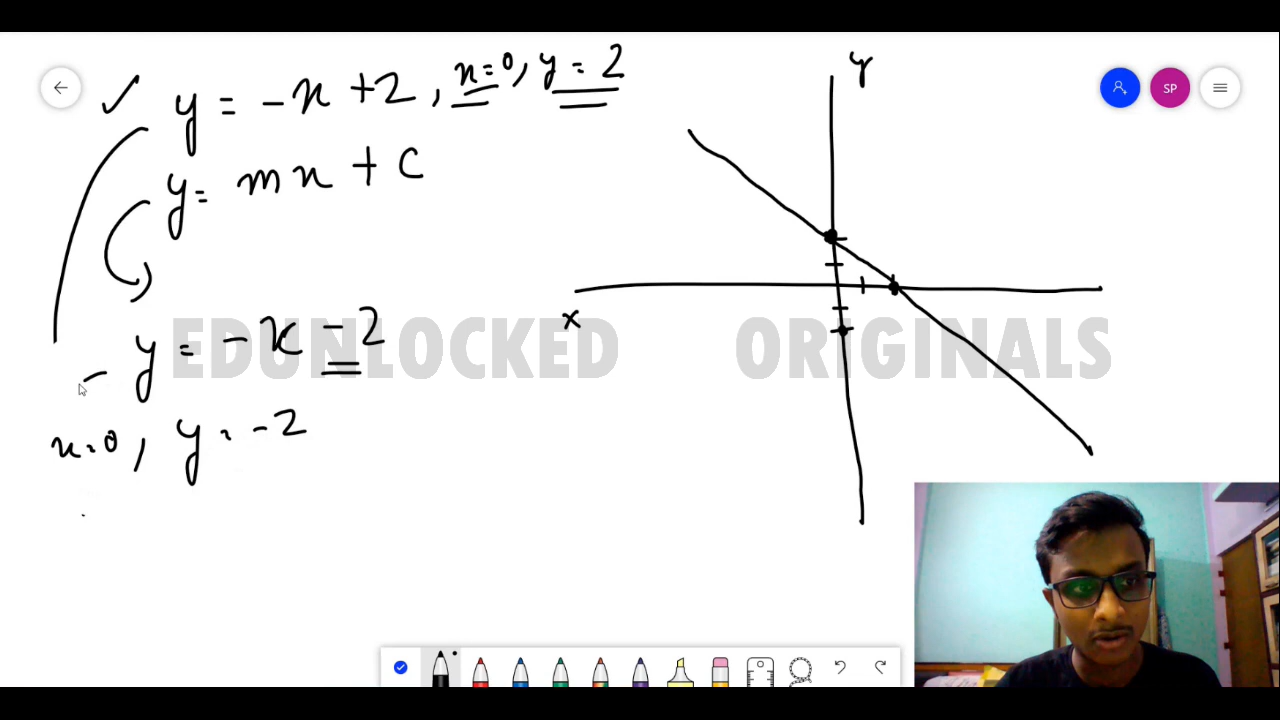 y = -x + 2, x=0, y = 2
y = mx + c
y = -x - 2
x=0, y = -2
y
x
SP
EDUNLOCKED ORIGINALS